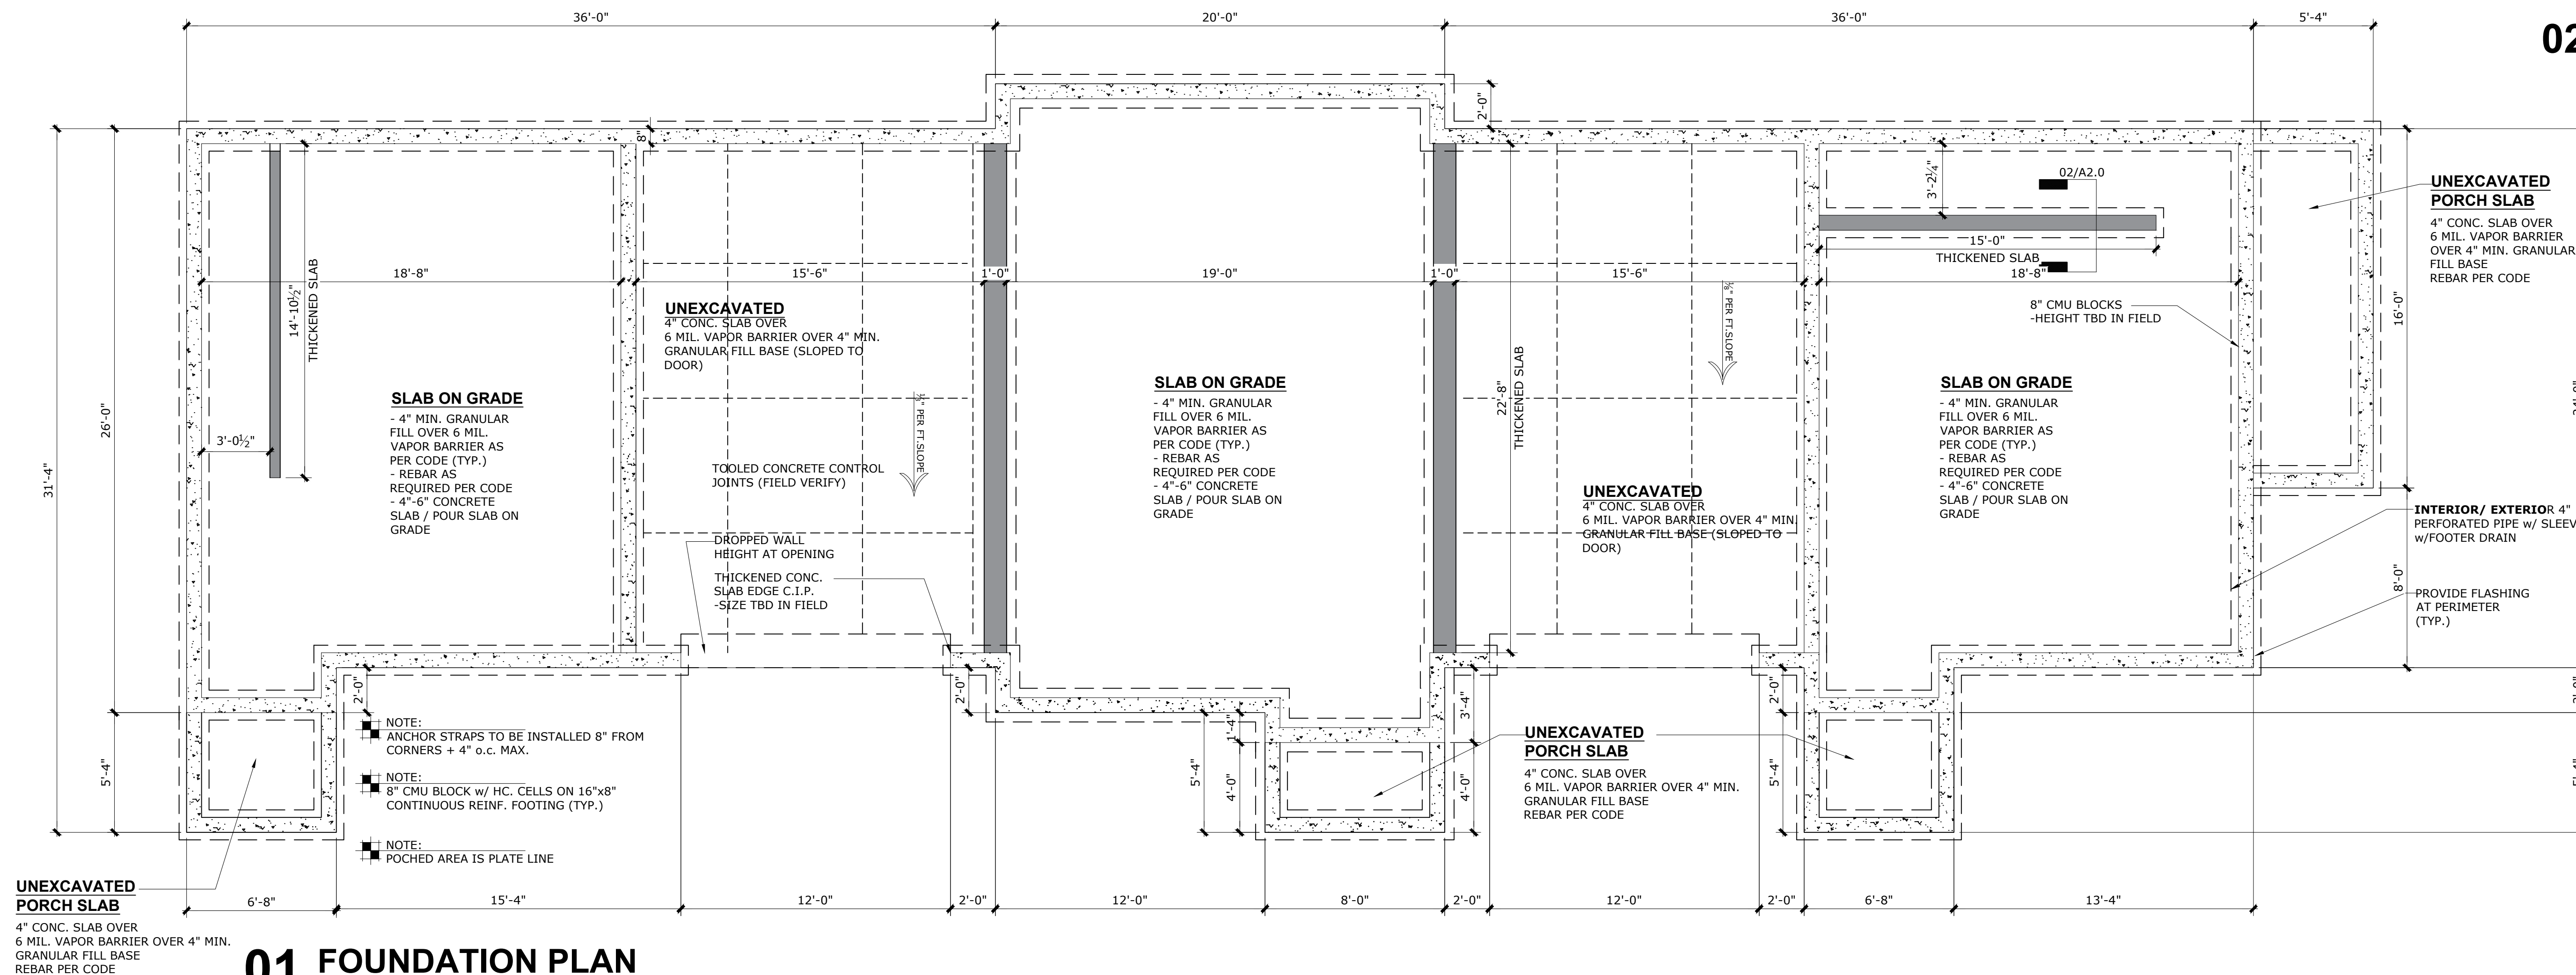 36'-0"
20'-0"
36'-0"
5'-4"
02
2'-0"
8"
31'-4"
26'-0"
5'-4"
14'-10½"
THICKENED SLAB
3'-0½"
18'-8"
15'-6"
1'-0"
19'-0"
1'-0"
15'-6"
18'-8"
3'-2¼"
02/A2.0
15'-0"
THICKENED SLAB
UNEXCAVATED
PORCH SLAB
4" CONC. SLAB OVER
6 MIL. VAPOR BARRIER
OVER 4" MIN. GRANULAR
FILL BASE
REBAR PER CODE
8" CMU BLOCKS
-HEIGHT TBD IN FIELD
16'-0"
8'-0"
UNEXCAVATED
4" CONC. SLAB OVER
6 MIL. VAPOR BARRIER OVER 4" MIN.
GRANULAR FILL BASE (SLOPED TO
DOOR)
SLAB ON GRADE
- 4" MIN. GRANULAR
FILL OVER 6 MIL.
VAPOR BARRIER AS
PER CODE (TYP.)
- REBAR AS
REQUIRED PER CODE
- 4"-6" CONCRETE
SLAB / POUR SLAB ON
GRADE
PER FT.SLOPE
TOOLED CONCRETE CONTROL
JOINTS (FIELD VERIFY)
DROPPED WALL
HEIGHT AT OPENING
THICKENED CONC.
SLAB EDGE C.I.P.
-SIZE TBD IN FIELD
SLAB ON GRADE
- 4" MIN. GRANULAR
FILL OVER 6 MIL.
VAPOR BARRIER AS
PER CODE (TYP.)
- REBAR AS
REQUIRED PER CODE
- 4"-6" CONCRETE
SLAB / POUR SLAB ON
GRADE
22'-8"
THICKENED SLAB
⅛" PER FT.SLOPE
UNEXCAVATED
4" CONC. SLAB OVER
6 MIL. VAPOR BARRIER OVER 4" MIN.
GRANULAR FILL BASE (SLOPED TO
DOOR)
SLAB ON GRADE
- 4" MIN. GRANULAR
FILL OVER 6 MIL.
VAPOR BARRIER AS
PER CODE (TYP.)
- REBAR AS
REQUIRED PER CODE
- 4"-6" CONCRETE
SLAB / POUR SLAB ON
GRADE
INTERIOR/ EXTERIOR 4"
PERFORATED PIPE w/ SLEEV
w/FOOTER DRAIN
PROVIDE FLASHING
AT PERIMETER
(TYP.)
2'-0"
2'-0"
1'-4"
5'-4"
4'-0"
3'-4"
4'-0"
2'-0"
5'-4"
NOTE:
ANCHOR STRAPS TO BE INSTALLED 8" FROM
CORNERS + 4" o.c. MAX.
NOTE:
8" CMU BLOCK w/ HC. CELLS ON 16"x8"
CONTINUOUS REINF. FOOTING (TYP.)
NOTE:
POCHED AREA IS PLATE LINE
UNEXCAVATED
PORCH SLAB
4" CONC. SLAB OVER
6 MIL. VAPOR BARRIER OVER 4" MIN.
GRANULAR FILL BASE
REBAR PER CODE
UNEXCAVATED
PORCH SLAB
4" CONC. SLAB OVER
6 MIL. VAPOR BARRIER OVER 4" MIN.
GRANULAR FILL BASE
REBAR PER CODE
6'-8"
15'-4"
12'-0"
2'-0"
12'-0"
8'-0"
2'-0"
12'-0"
2'-0"
6'-8"
13'-4"
01 FOUNDATION PLAN